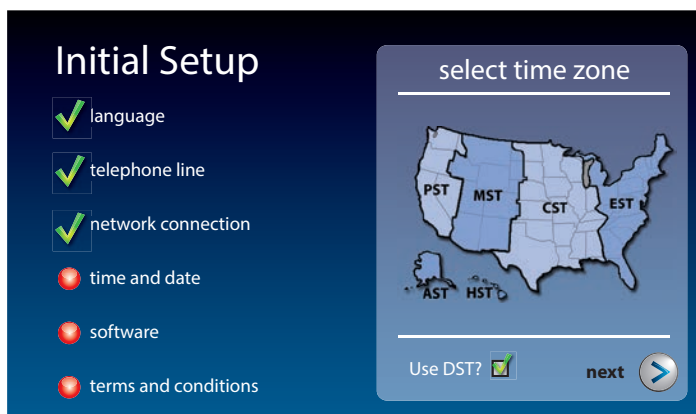 Initial Setup
language
telephone line
network connection
time and date
software
terms and conditions
select time zone
PST
MST
CST
EST
AST
HST
Use DST?
next